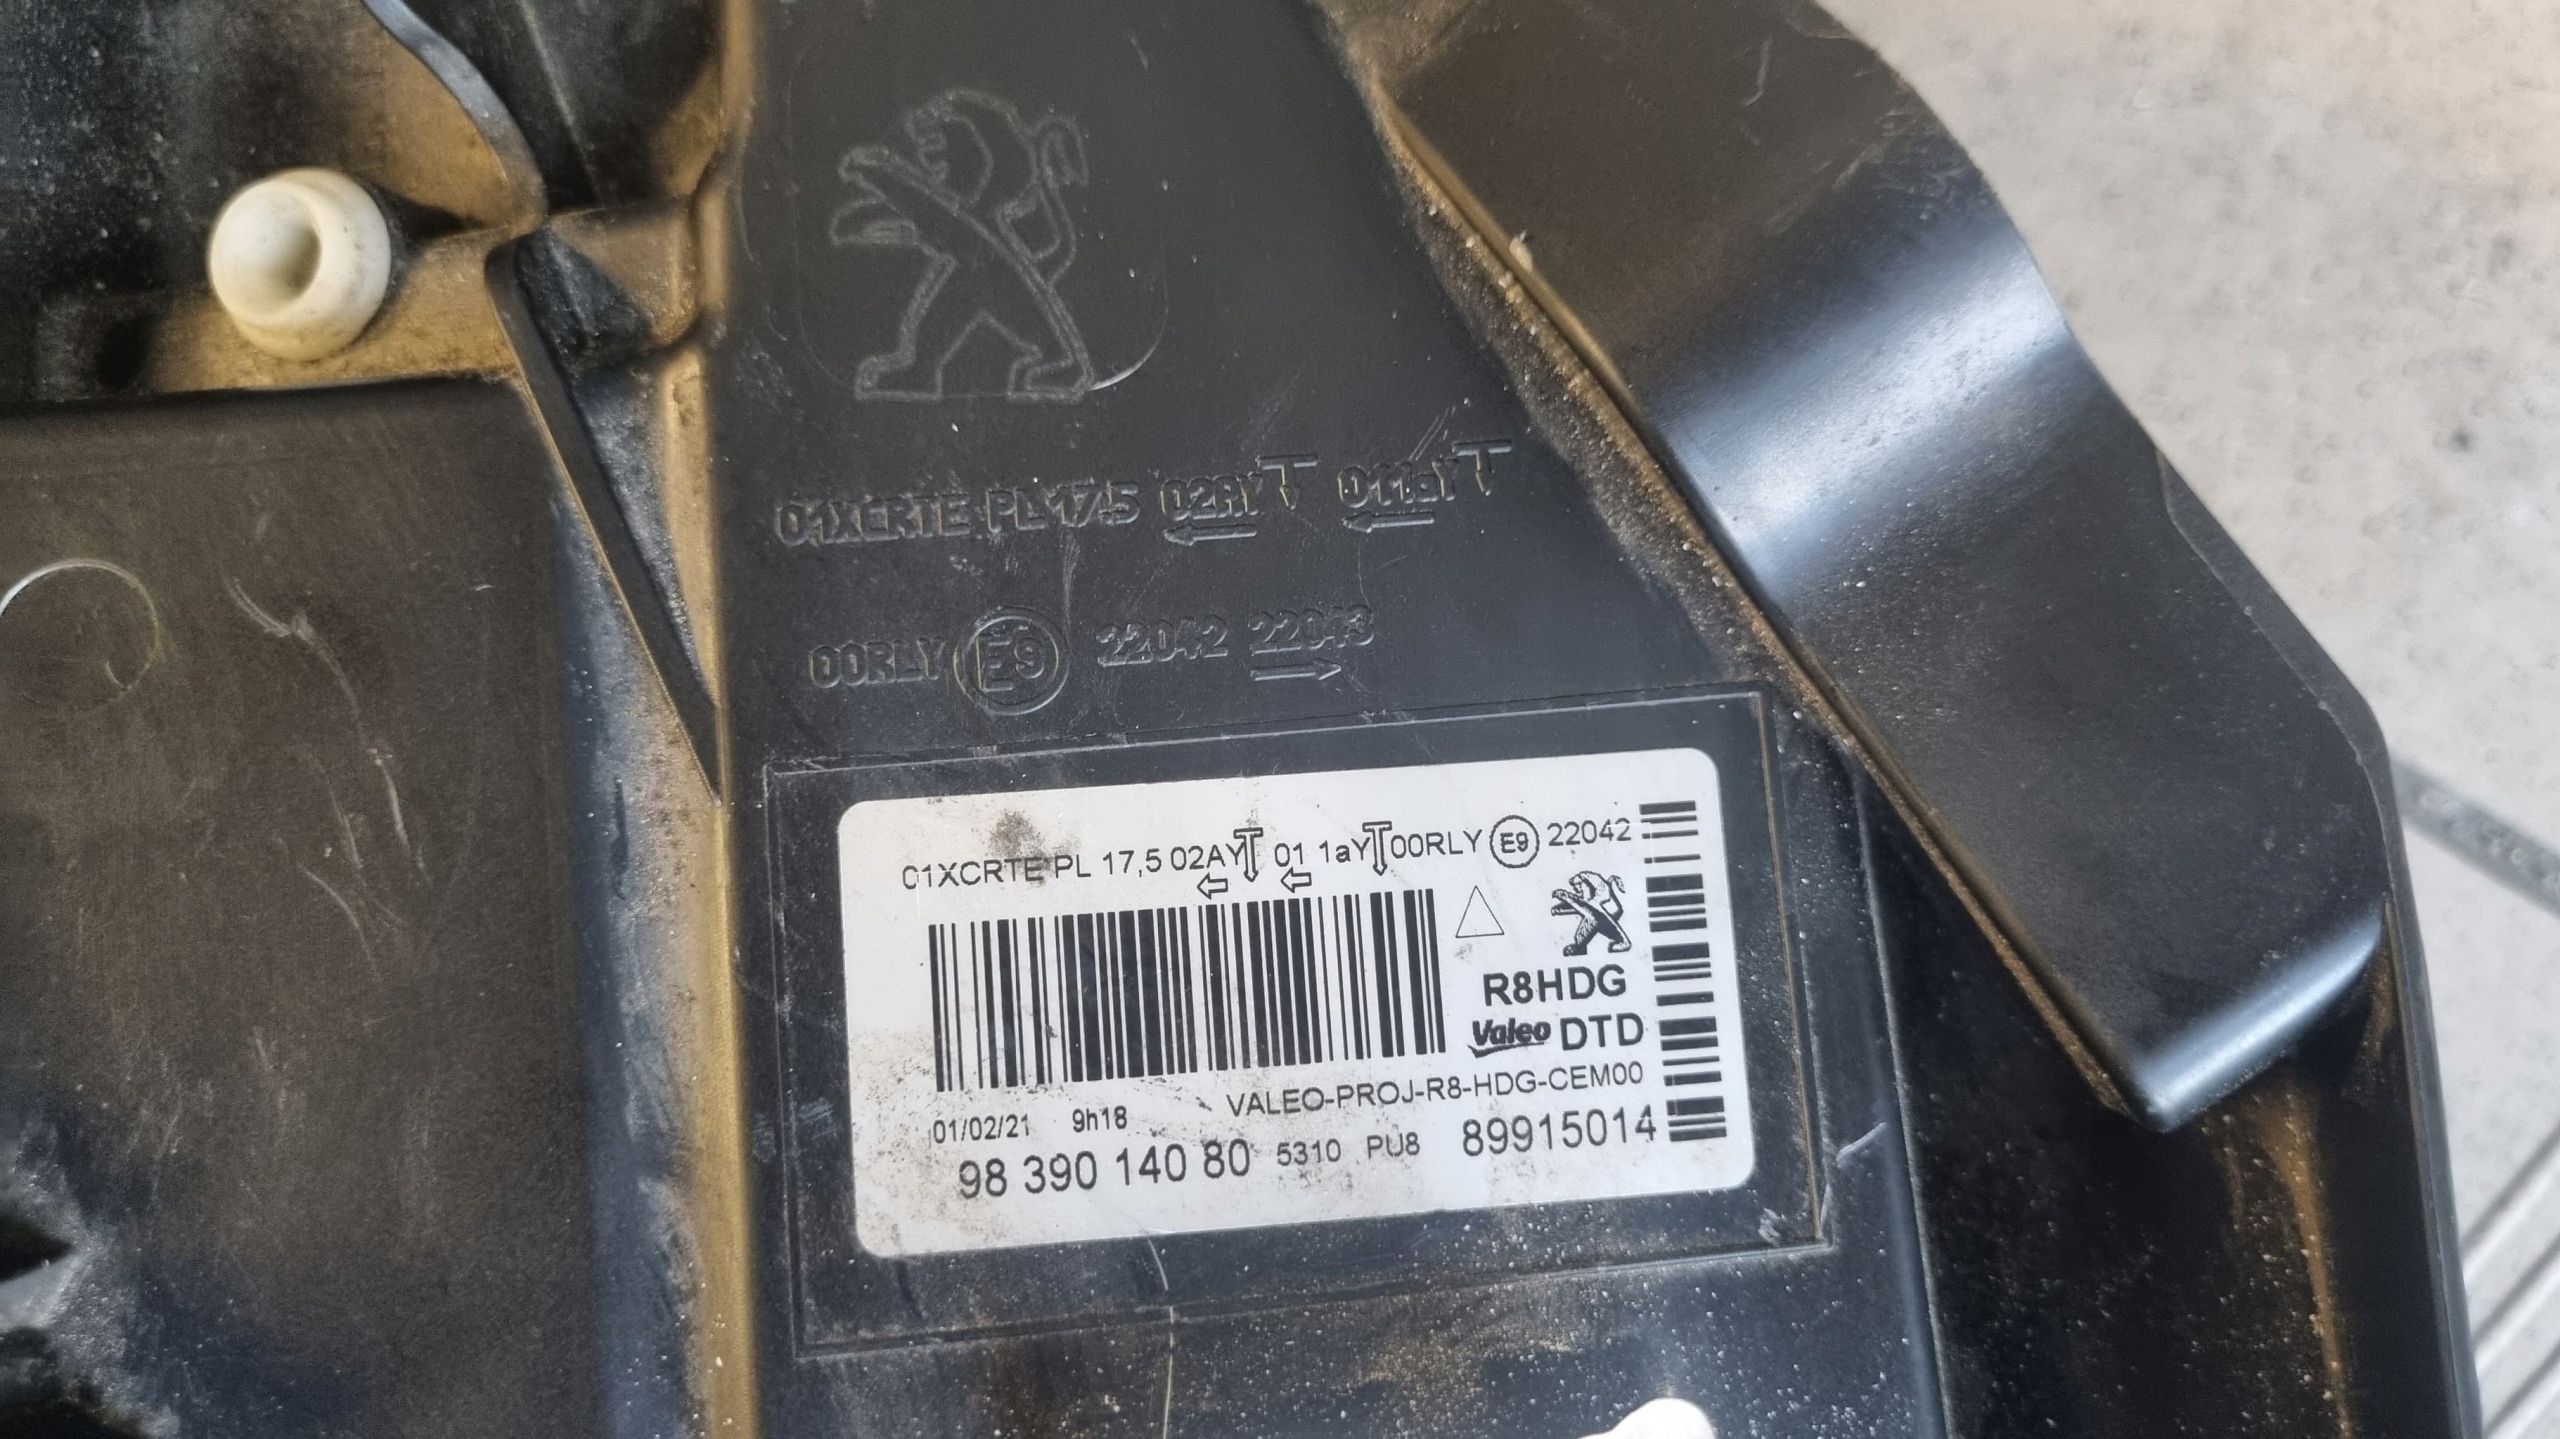 01XCRTE PL 17.5 02AY 011aY
00RLY E9 22042 22043
01XCRTE PL 17,5 02AY 01 1aY 00RLY E9 22042
R8HDG
Valeo DTD
VALEO-PROJ-R8-HDG-CEM00
01/02/21 9h18
98 390 140 80 5310 PU8 89915014